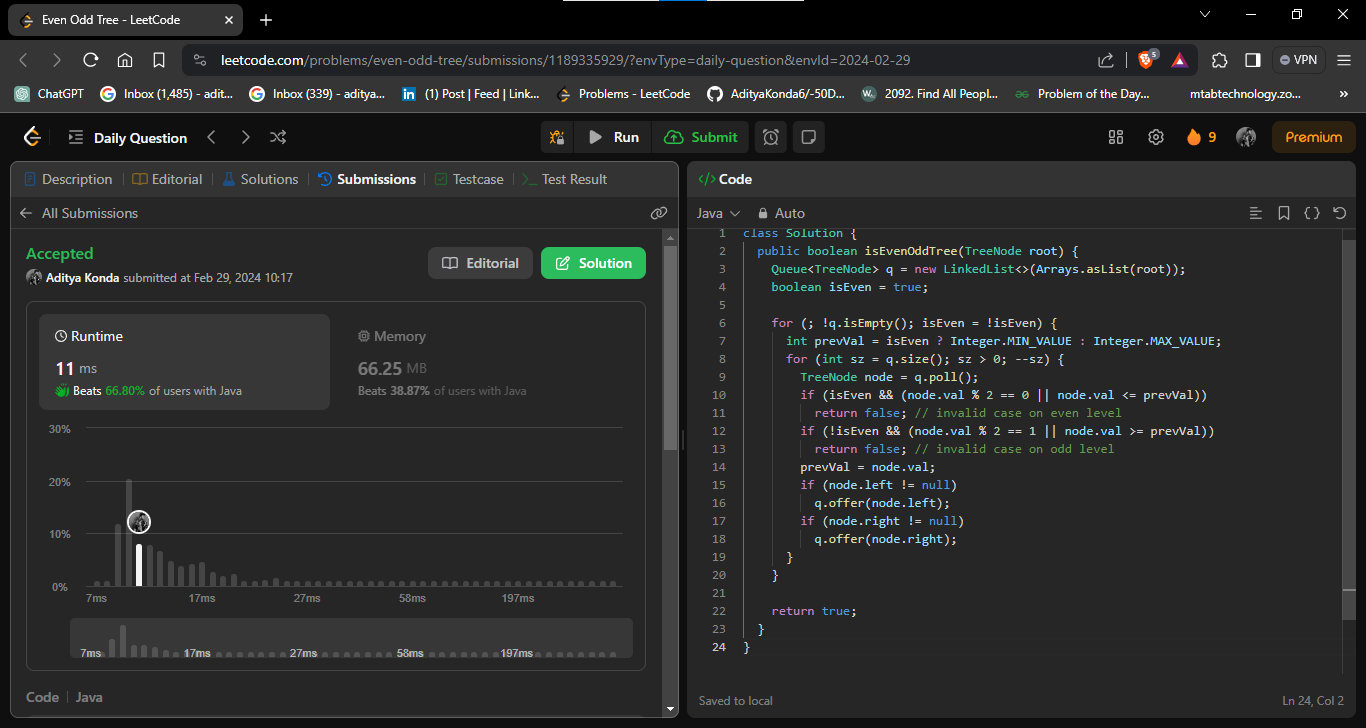 Even Odd Tree - LeetCode
leetcode.com/problems/even-odd-tree/submissions/1189335929/?envType=daily-question&envId=2024-02-29
5
VPN
ChatGPT
Inbox (1,485) - adit...
Inbox (339) - aditya...
(1) Post | Feed | Link...
Problems - LeetCode
AdityaKonda6/-50D...
2092. Find All Peopl...
Problem of the Day...
mtabtechnology.zo...
»
Daily Question
Run
Submit
9
Premium
Description
Editorial
Solutions
Submissions
Testcase
Test Result
All Submissions
Accepted
Aditya Konda submitted at Feb 29, 2024 10:17
Editorial
Solution
Runtime
11 ms
Beats 66.80% of users with Java
Memory
66.25 MB
Beats 38.87% of users with Java
30%
20%
10%
0%
7ms 17ms 27ms 58ms 197ms
7ms 17ms 27ms 58ms 197ms
Code | Java
</> Code
Java
Auto
1 class Solution {
2 public boolean isEvenOddTree(TreeNode root) {
3 Queue<TreeNode> q = new LinkedList<>(Arrays.asList(root));
4 boolean isEven = true;
5
6 for (; !q.isEmpty(); isEven = !isEven) {
7 int prevVal = isEven ? Integer.MIN_VALUE : Integer.MAX_VALUE;
8 for (int sz = q.size(); sz > 0; --sz) {
9 TreeNode node = q.poll();
10 if (isEven && (node.val % 2 == 0 || node.val <= prevVal))
11 return false; // invalid case on even level
12 if (!isEven && (node.val % 2 == 1 || node.val >= prevVal))
13 return false; // invalid case on odd level
14 prevVal = node.val;
15 if (node.left != null)
16 q.offer(node.left);
17 if (node.right != null)
18 q.offer(node.right);
19 }
20 }
21
22 return true;
23 }
24 }
Saved to local
Ln 24, Col 2